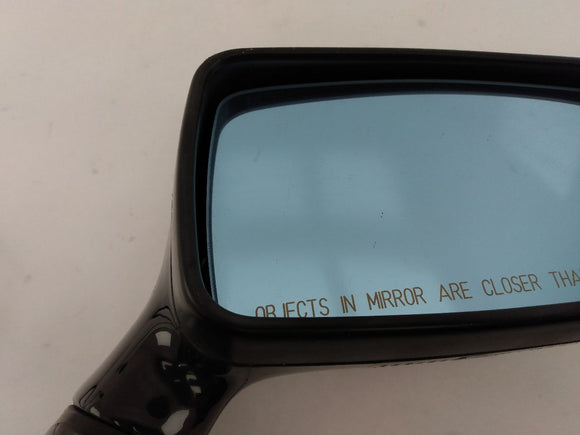 OBJECTS IN MIRROR ARE CLOSER THA